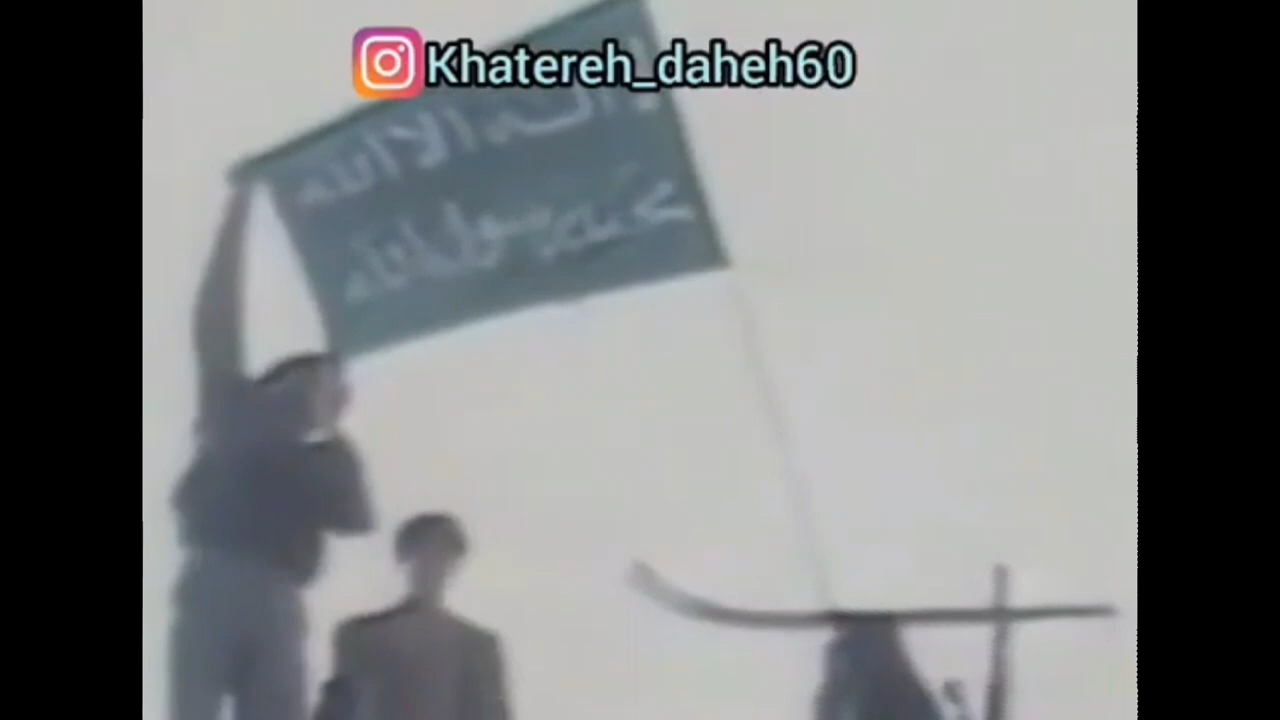 Khatereh_daheh60
لا اله الا الله
محمد رسول الله